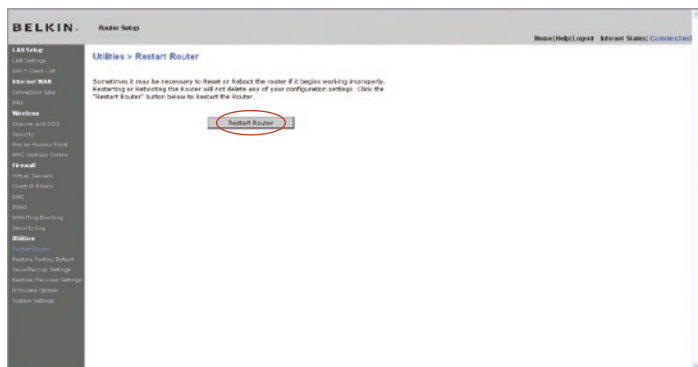 BELKIN.
Router Setup
Home|Help|Logout Internet Status: Connected
LAN Setup
LAN Settings
DHCP Client List
Internet WAN
Connection Type
DNS
Wireless
Channel and SSID
Security
Use as Access Point
MAC Address Control
Firewall
Virtual Servers
Client IP Filters
DMZ
DDNS
WAN Ping Blocking
Security Log
Utilities
Restart Router
Restore Factory Default
Save/Backup Settings
Restore Previous Settings
Firmware Update
System Settings
Utilities > Restart Router
Sometimes it may be necessary to Reset or Reboot the router if it begins working improperly.
Restarting or Rebooting the Router will not delete any of your configuration settings. Click the
"Restart Router" button below to Restart the Router.
Restart Router